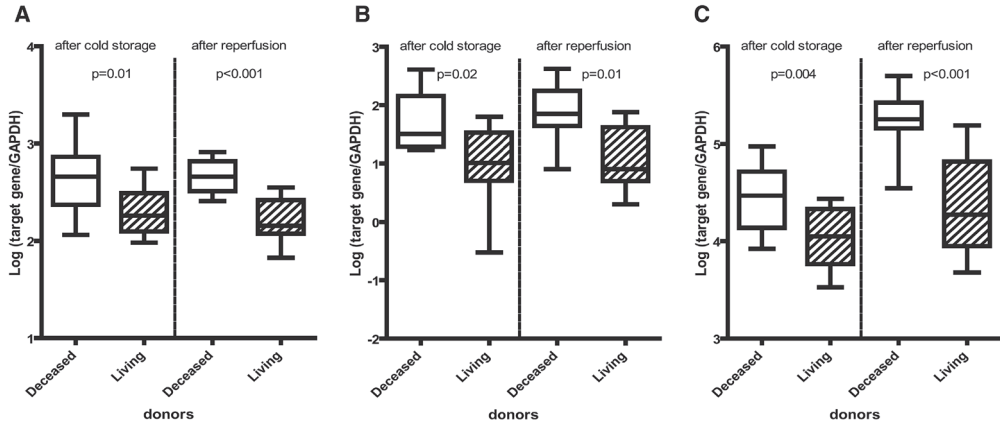 A
after cold storage after reperfusion
p=0.01 p<0.001
Log (target gene/GAPDH)
4
3
2
1
Deceased Living Deceased Living
donors
B
after cold storage after reperfusion
p=0.02 p=0.01
Log (target gene/GAPDH)
3
2
1
0
-1
-2
Deceased Living Deceased Living
donors
C
after cold storage after reperfusion
p=0.004 p<0.001
Log (target gene/GAPDH)
6
5
4
3
Deceased Living Deceased Living
donors